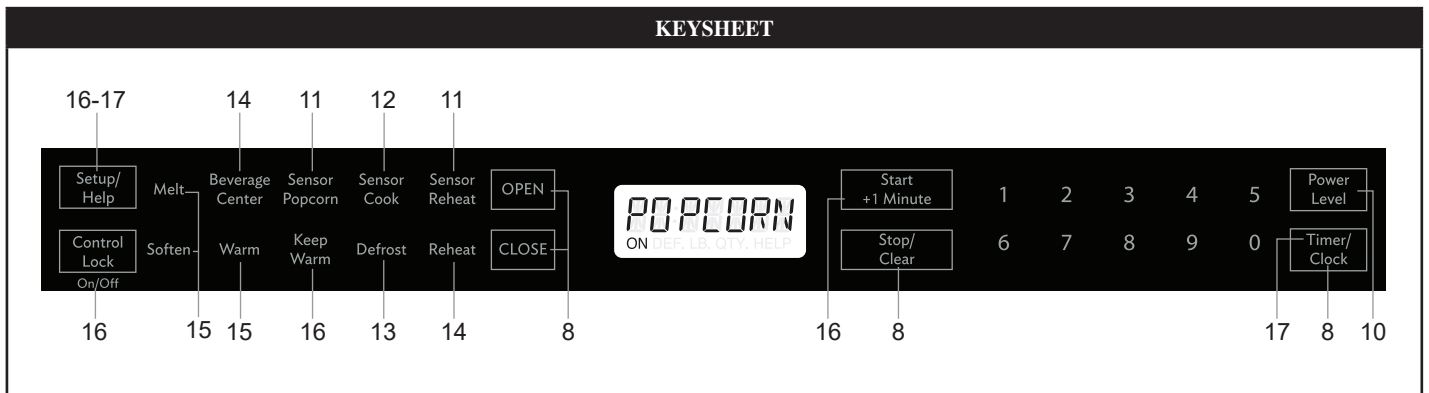 KEYSHEET
16-17 14 11 12 11
Setup/ Beverage Sensor Sensor Sensor Start Power
Help Melt Center Popcorn Cook Reheat OPEN +1 Minute 1 2 3 4 5 Level
POPCORN
ON DEF. LB. QTY. HELP
Control Soften Warm Keep Defrost Reheat CLOSE Stop/ 6 7 8 9 0 Timer/
Lock Warm Clear Clock
On/Off
16 15 15 16 13 14 8 16 8 17 8 10